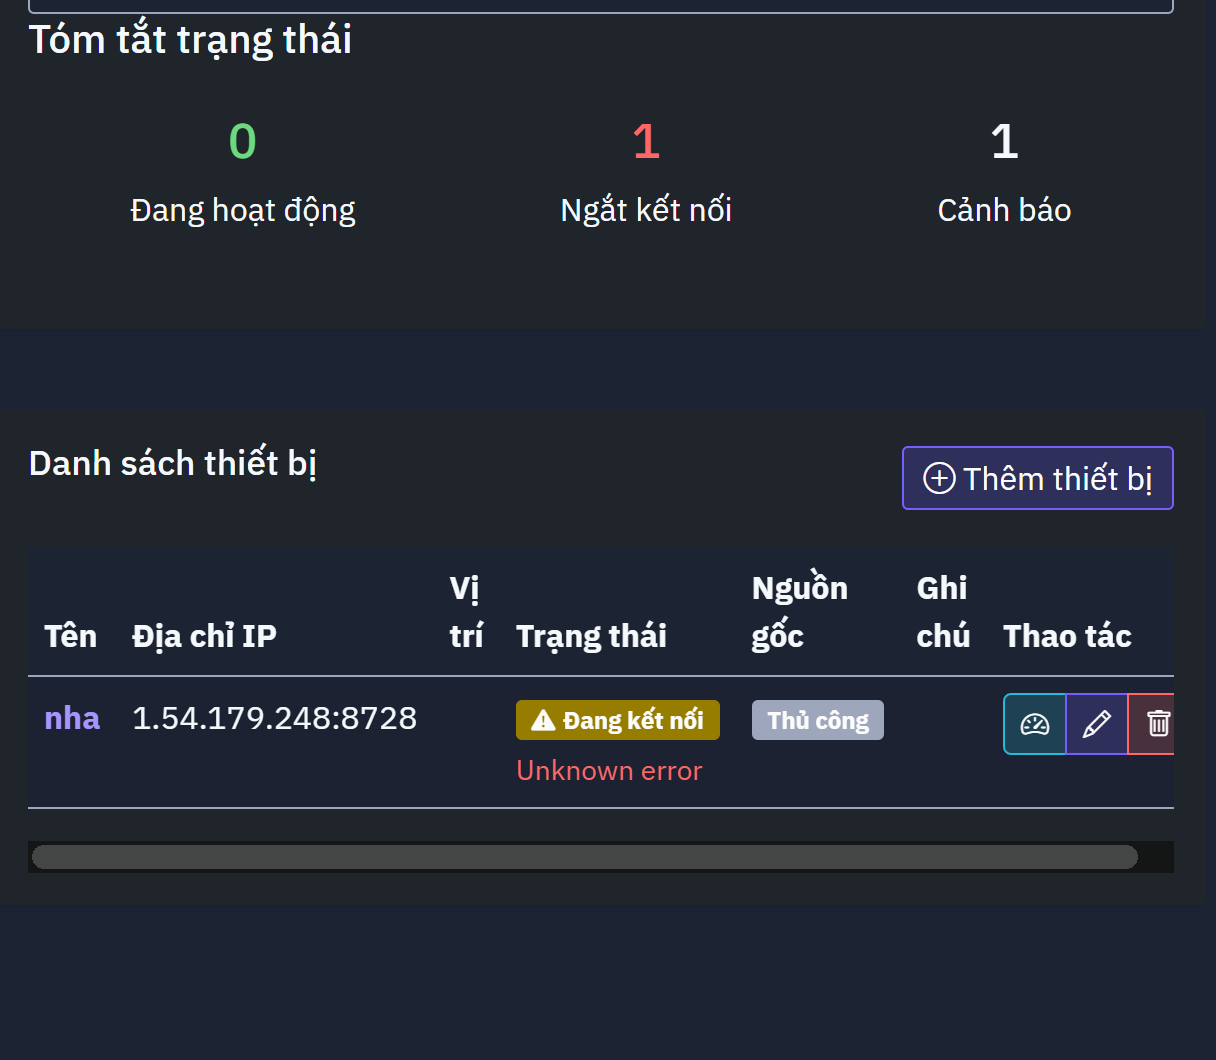 Tóm tắt trạng thái
0
1
1
Đang hoạt động
Ngắt kết nối
Cảnh báo
Danh sách thiết bị
Thêm thiết bị
Tên
Địa chỉ IP
Vị
trí
Trạng thái
Nguồn
gốc
Ghi
chú
Thao tác
nha
1.54.179.248:8728
Đang kết nối
Unknown error
Thủ công